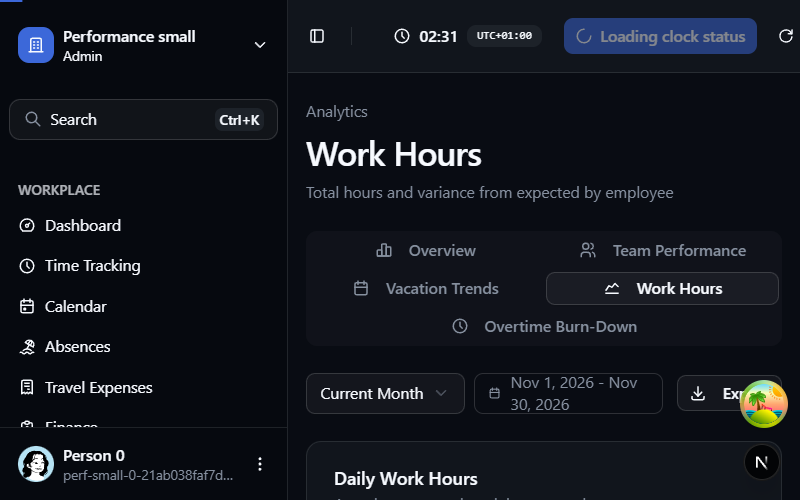 Performance small
Admin
Search
Ctrl+K
WORKPLACE
Dashboard
Time Tracking
Calendar
Absences
Travel Expenses
Finance
Person 0
perf-small-0-21ab038faf7d...
02:31
UTC+01:00
Loading clock status
Analytics
Work Hours
Total hours and variance from expected by employee
Overview
Team Performance
Vacation Trends
Work Hours
Overtime Burn-Down
Current Month
Nov 1, 2026 - Nov
30, 2026
Daily Work Hours
N